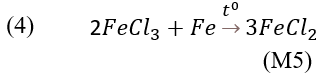 (4) 2FeCl₃ + Fe →t⁰ 3FeCl₂
(M5)